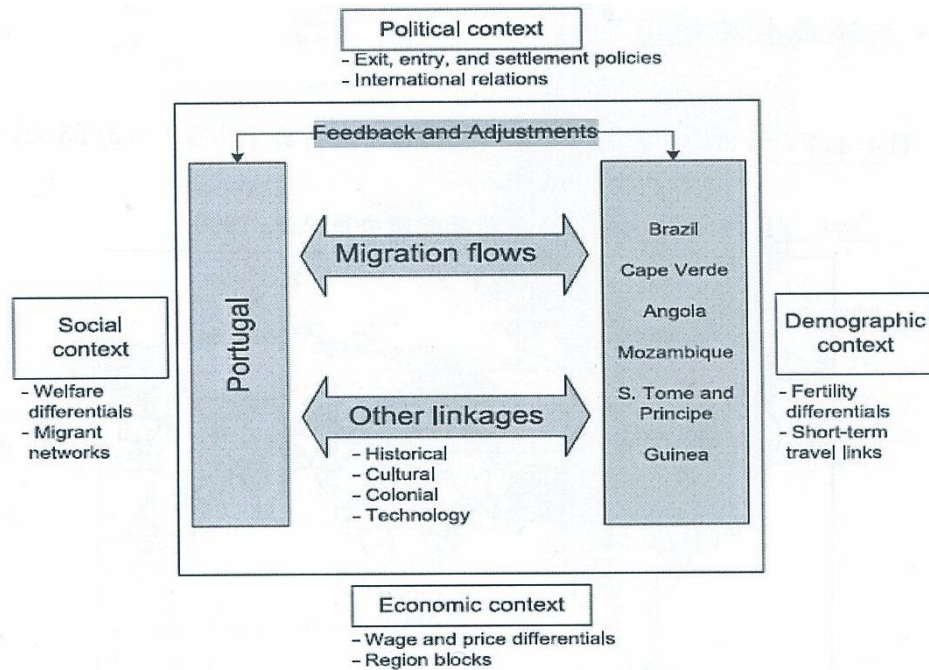 Political context
– Exit, entry, and settlement policies
– International relations
Feedback and Adjustments
Portugal
Migration flows
Other linkages
– Historical
– Cultural
– Colonial
– Technology
Brazil
Cape Verde
Angola
Mozambique
S. Tome and
Principe
Guinea
Social
context
– Welfare
differentials
– Migrant
networks
Demographic
context
– Fertility
differentials
– Short-term
travel links
Economic context
– Wage and price differentials
– Region blocks